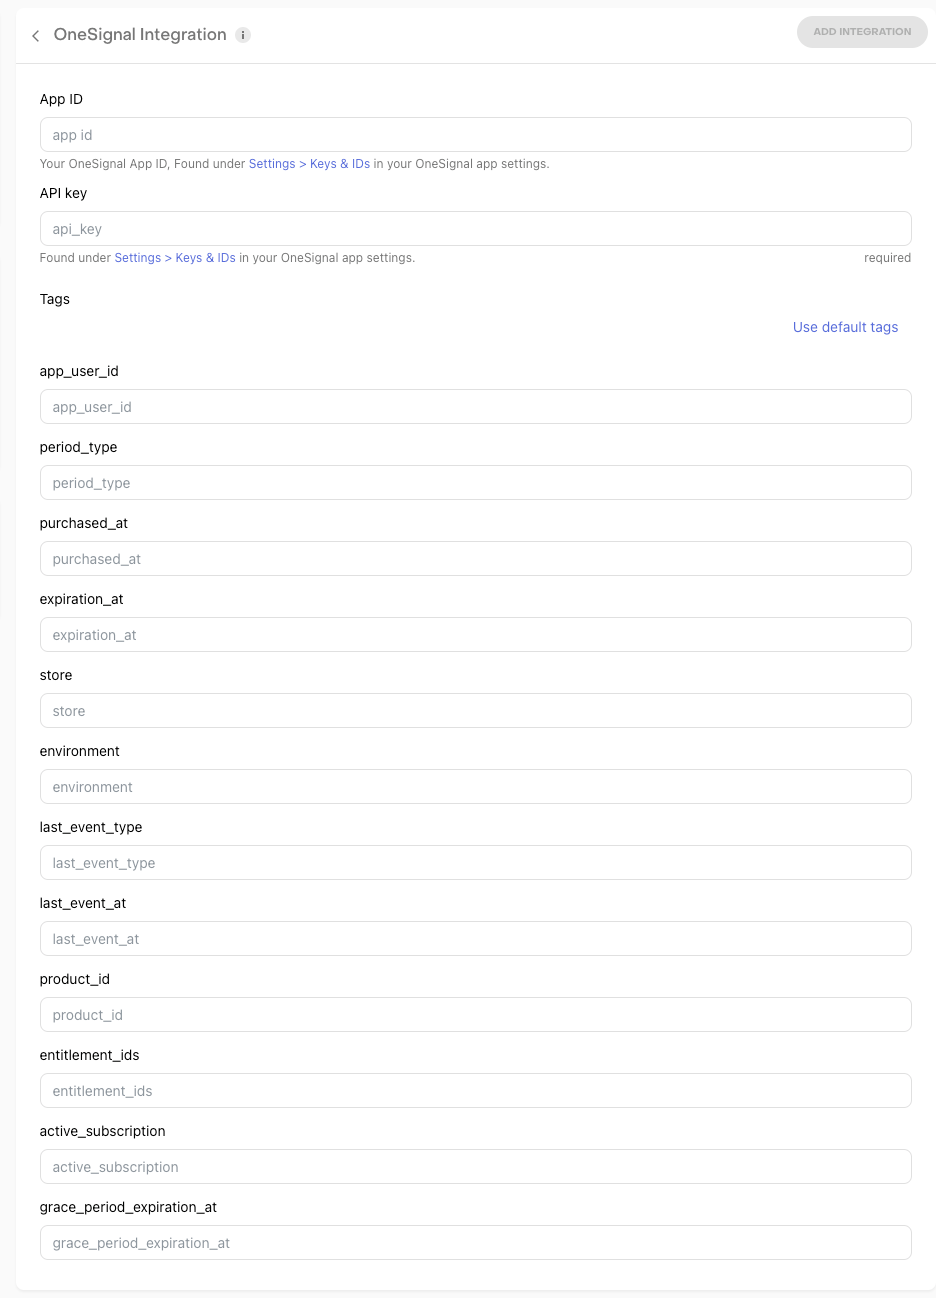 OneSignal Integration i
ADD INTEGRATION
App ID
app id
Your OneSignal App ID, Found under Settings > Keys & IDs in your OneSignal app settings.
API key
api_key
Found under Settings > Keys & IDs in your OneSignal app settings.
required
Tags
Use default tags
app_user_id
app_user_id
period_type
period_type
purchased_at
purchased_at
expiration_at
expiration_at
store
store
environment
environment
last_event_type
last_event_type
last_event_at
last_event_at
product_id
product_id
entitlement_ids
entitlement_ids
active_subscription
active_subscription
grace_period_expiration_at
grace_period_expiration_at